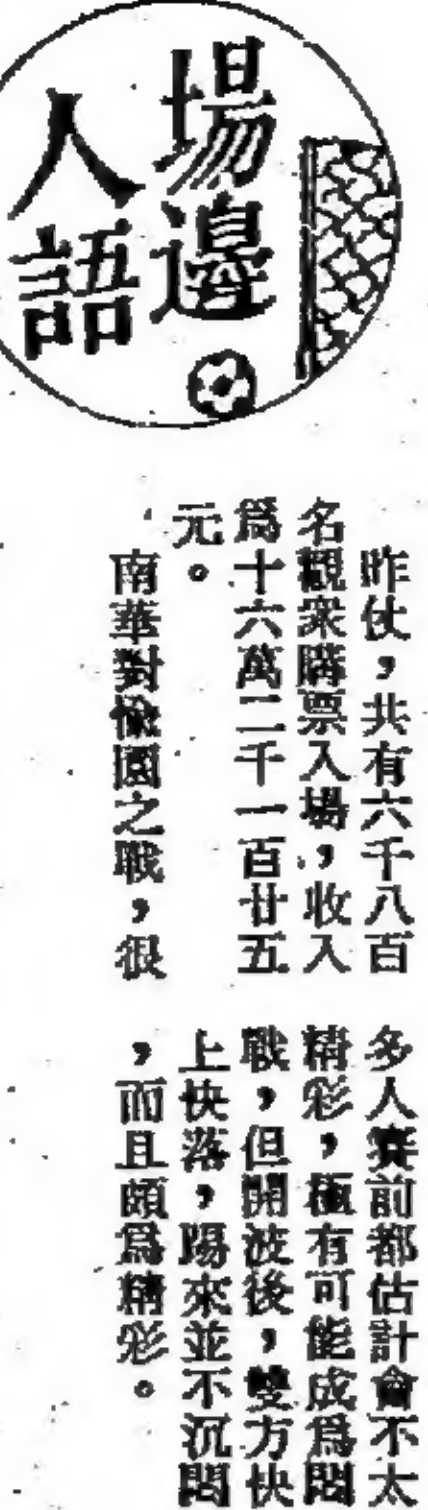 場邊
人語
昨仗，共有六千八百
名觀衆購票入場，收入
爲十六萬二千一百廿五
元。
南華對愉園之戰，很
多人賽前都估計會不太
精彩，極有可能成爲悶
戰，但開波後，雙方快
上快落，踢來並不沉悶
，而且頗爲精彩。